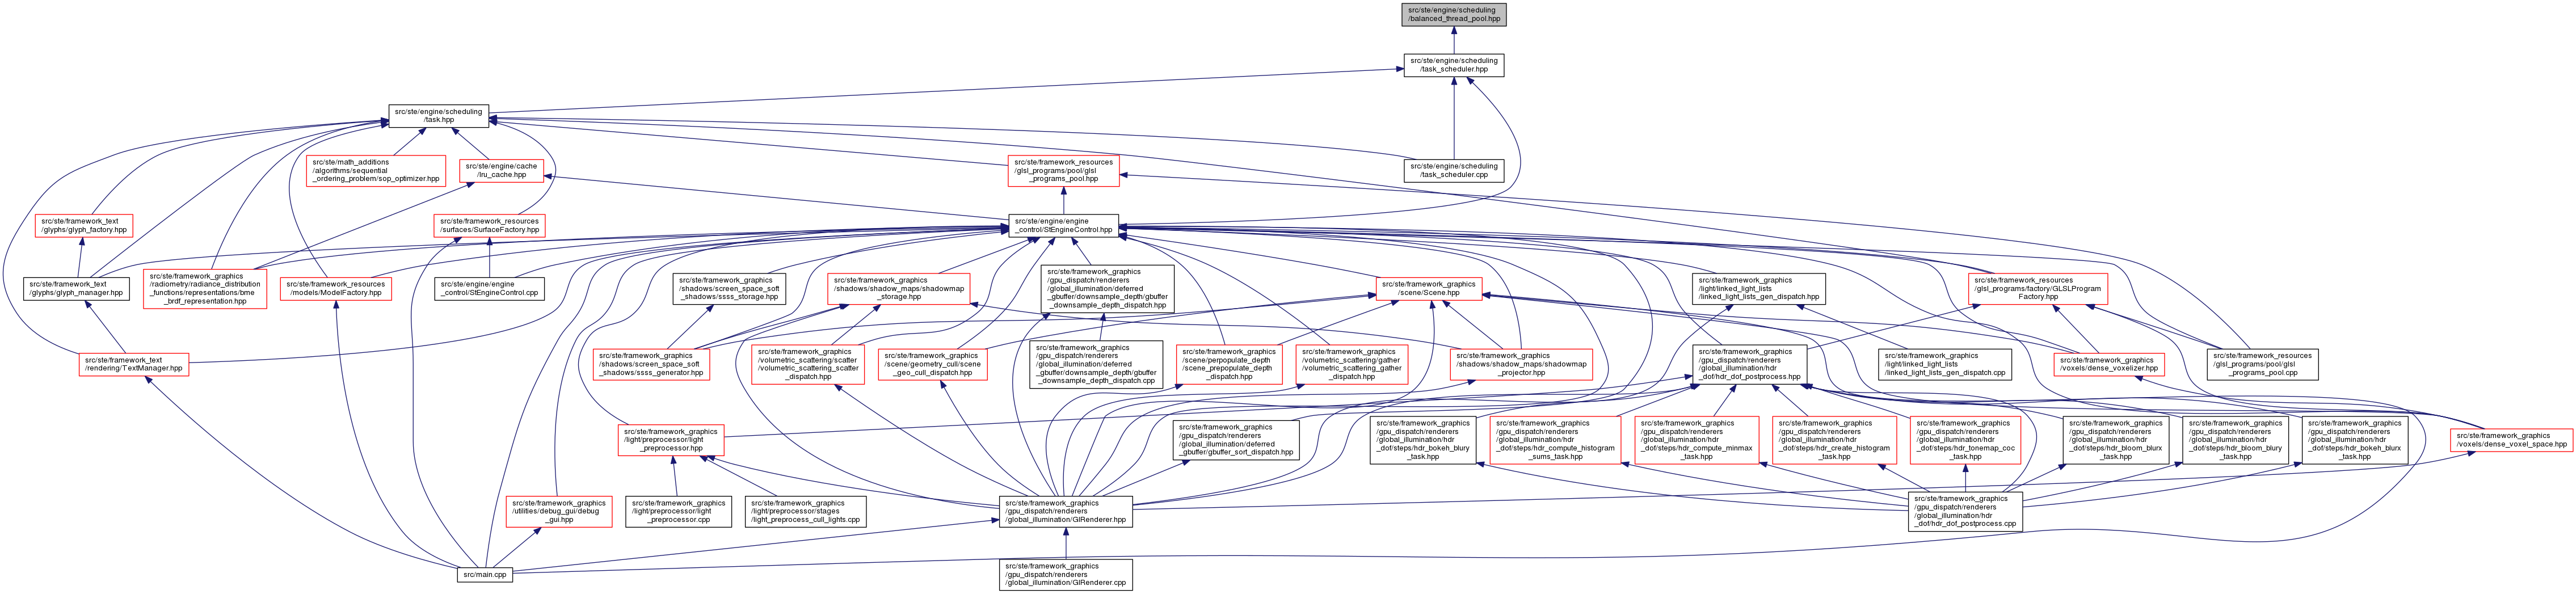 src/ste/engine/scheduling
/balanced_thread_pool.hpp
src/ste/engine/scheduling
/task_scheduler.hpp
src/ste/engine/scheduling
/task.hpp
src/ste/math_additions
/algorithms/sequential
_ordering_problem/sop_optimizer.hpp
src/ste/engine/cache
/lru_cache.hpp
src/ste/framework_resources
/glsl_programs/pool/glsl
_programs_pool.hpp
src/ste/engine/scheduling
/task_scheduler.cpp
src/ste/framework_text
/glyphs/glyph_factory.hpp
src/ste/framework_resources
/surfaces/SurfaceFactory.hpp
src/ste/engine/engine
_control/StEngineControl.hpp
src/ste/framework_text
/glyphs/glyph_manager.hpp
src/ste/framework_graphics
/radiometry/radiance_distribution
_functions/representations/bme
_brdf_representation.hpp
src/ste/framework_resources
/models/ModelFactory.hpp
src/ste/engine/engine
_control/StEngineControl.cpp
src/ste/framework_graphics
/shadows/screen_space_soft
_shadows/ssss_storage.hpp
src/ste/framework_graphics
/shadows/shadow_maps/shadowmap
_storage.hpp
src/ste/framework_graphics
/gpu_dispatch/renderers
/global_illumination/deferred
_gbuffer/downsample_depth/gbuffer
_downsample_depth_dispatch.hpp
src/ste/framework_graphics
/scene/Scene.hpp
src/ste/framework_graphics
/light/linked_light_lists
/linked_light_lists_gen_dispatch.hpp
src/ste/framework_resources
/glsl_programs/factory/GLSLProgram
Factory.hpp
src/ste/framework_text
/rendering/TextManager.hpp
src/ste/framework_graphics
/shadows/screen_space_soft
_shadows/ssss_generator.hpp
src/ste/framework_graphics
/volumetric_scattering/scatter
/volumetric_scattering_scatter
_dispatch.hpp
src/ste/framework_graphics
/scene/geometry_cull/scene
_geo_cull_dispatch.hpp
src/ste/framework_graphics
/gpu_dispatch/renderers
/global_illumination/deferred
_gbuffer/downsample_depth/gbuffer
_downsample_depth_dispatch.cpp
src/ste/framework_graphics
/scene/perpopulate_depth
/scene_prepopulate_depth
_dispatch.hpp
src/ste/framework_graphics
/volumetric_scattering/gather
/volumetric_scattering_gather
_dispatch.hpp
src/ste/framework_graphics
/shadows/shadow_maps/shadowmap
_projector.hpp
src/ste/framework_graphics
/gpu_dispatch/renderers
/global_illumination/hdr
_dof/hdr_dof_postprocess.hpp
src/ste/framework_graphics
/light/linked_light_lists
/linked_light_lists_gen_dispatch.cpp
src/ste/framework_graphics
/voxels/dense_voxelizer.hpp
src/ste/framework_resources
/glsl_programs/pool/glsl
_programs_pool.cpp
src/ste/framework_graphics
/light/preprocessor/light
_preprocessor.hpp
src/ste/framework_graphics
/gpu_dispatch/renderers
/global_illumination/deferred
_gbuffer/gbuffer_sort_dispatch.hpp
src/ste/framework_graphics
/gpu_dispatch/renderers
/global_illumination/hdr
_dof/steps/hdr_bokeh_blury
_task.hpp
src/ste/framework_graphics
/gpu_dispatch/renderers
/global_illumination/hdr
_dof/steps/hdr_compute_histogram
_sums_task.hpp
src/ste/framework_graphics
/gpu_dispatch/renderers
/global_illumination/hdr
_dof/steps/hdr_compute_minmax
_task.hpp
src/ste/framework_graphics
/gpu_dispatch/renderers
/global_illumination/hdr
_dof/steps/hdr_create_histogram
_task.hpp
src/ste/framework_graphics
/gpu_dispatch/renderers
/global_illumination/hdr
_dof/steps/hdr_tonemap_coc
_task.hpp
src/ste/framework_graphics
/gpu_dispatch/renderers
/global_illumination/hdr
_dof/steps/hdr_bloom_blurx
_task.hpp
src/ste/framework_graphics
/gpu_dispatch/renderers
/global_illumination/hdr
_dof/steps/hdr_bloom_blury
_task.hpp
src/ste/framework_graphics
/gpu_dispatch/renderers
/global_illumination/hdr
_dof/steps/hdr_bokeh_blurx
_task.hpp
src/ste/framework_graphics
/voxels/dense_voxel_space.hpp
src/ste/framework_graphics
/utilities/debug_gui/debug
_gui.hpp
src/ste/framework_graphics
/light/preprocessor/light
_preprocessor.cpp
src/ste/framework_graphics
/light/preprocessor/stages
/light_preprocess_cull_lights.cpp
src/ste/framework_graphics
/gpu_dispatch/renderers
/global_illumination/GIRenderer.hpp
src/ste/framework_graphics
/gpu_dispatch/renderers
/global_illumination/hdr
_dof/hdr_dof_postprocess.cpp
src/main.cpp
src/ste/framework_graphics
/gpu_dispatch/renderers
/global_illumination/GIRenderer.cpp